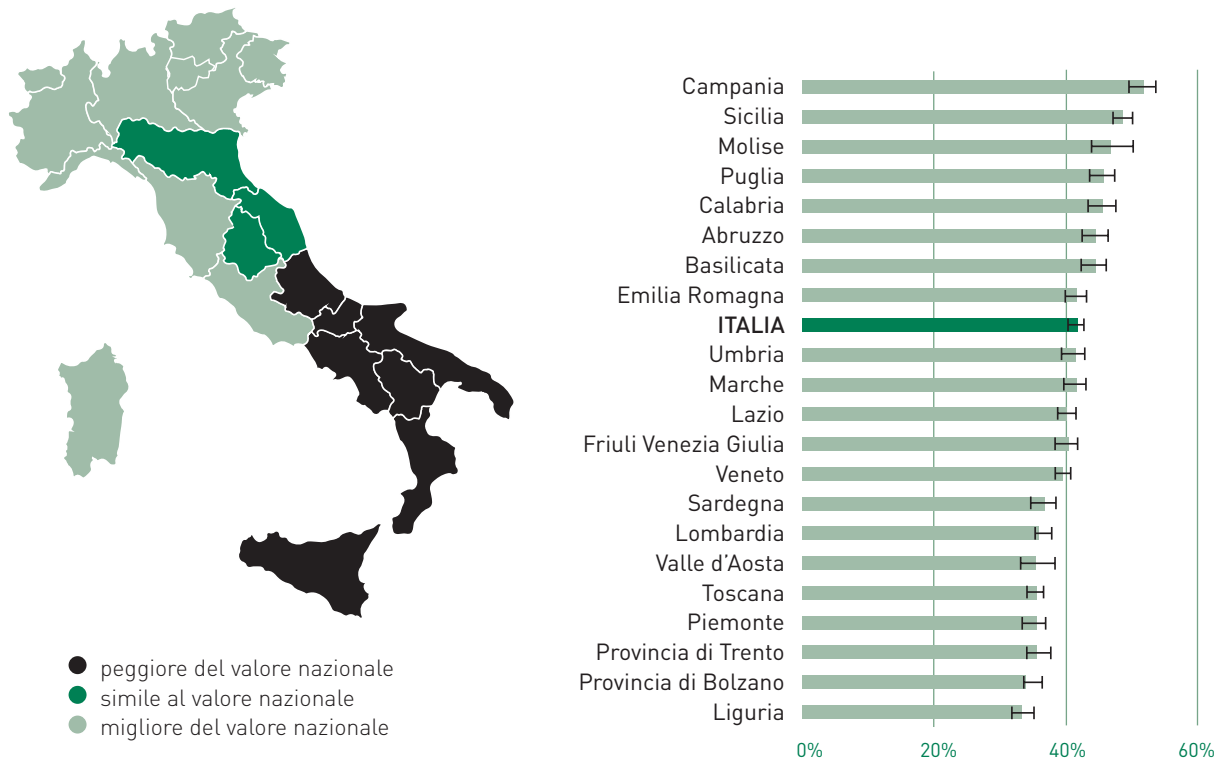 Campania
Sicilia
Molise
Puglia
Calabria
Abruzzo
Basilicata
Emilia Romagna
ITALIA
Umbria
Marche
Lazio
Friuli Venezia Giulia
Veneto
Sardegna
Lombardia
Valle d’Aosta
Toscana
Piemonte
Provincia di Trento
Provincia di Bolzano
Liguria
0% 20% 40% 60%
peggiore del valore nazionale
simile al valore nazionale
migliore del valore nazionale